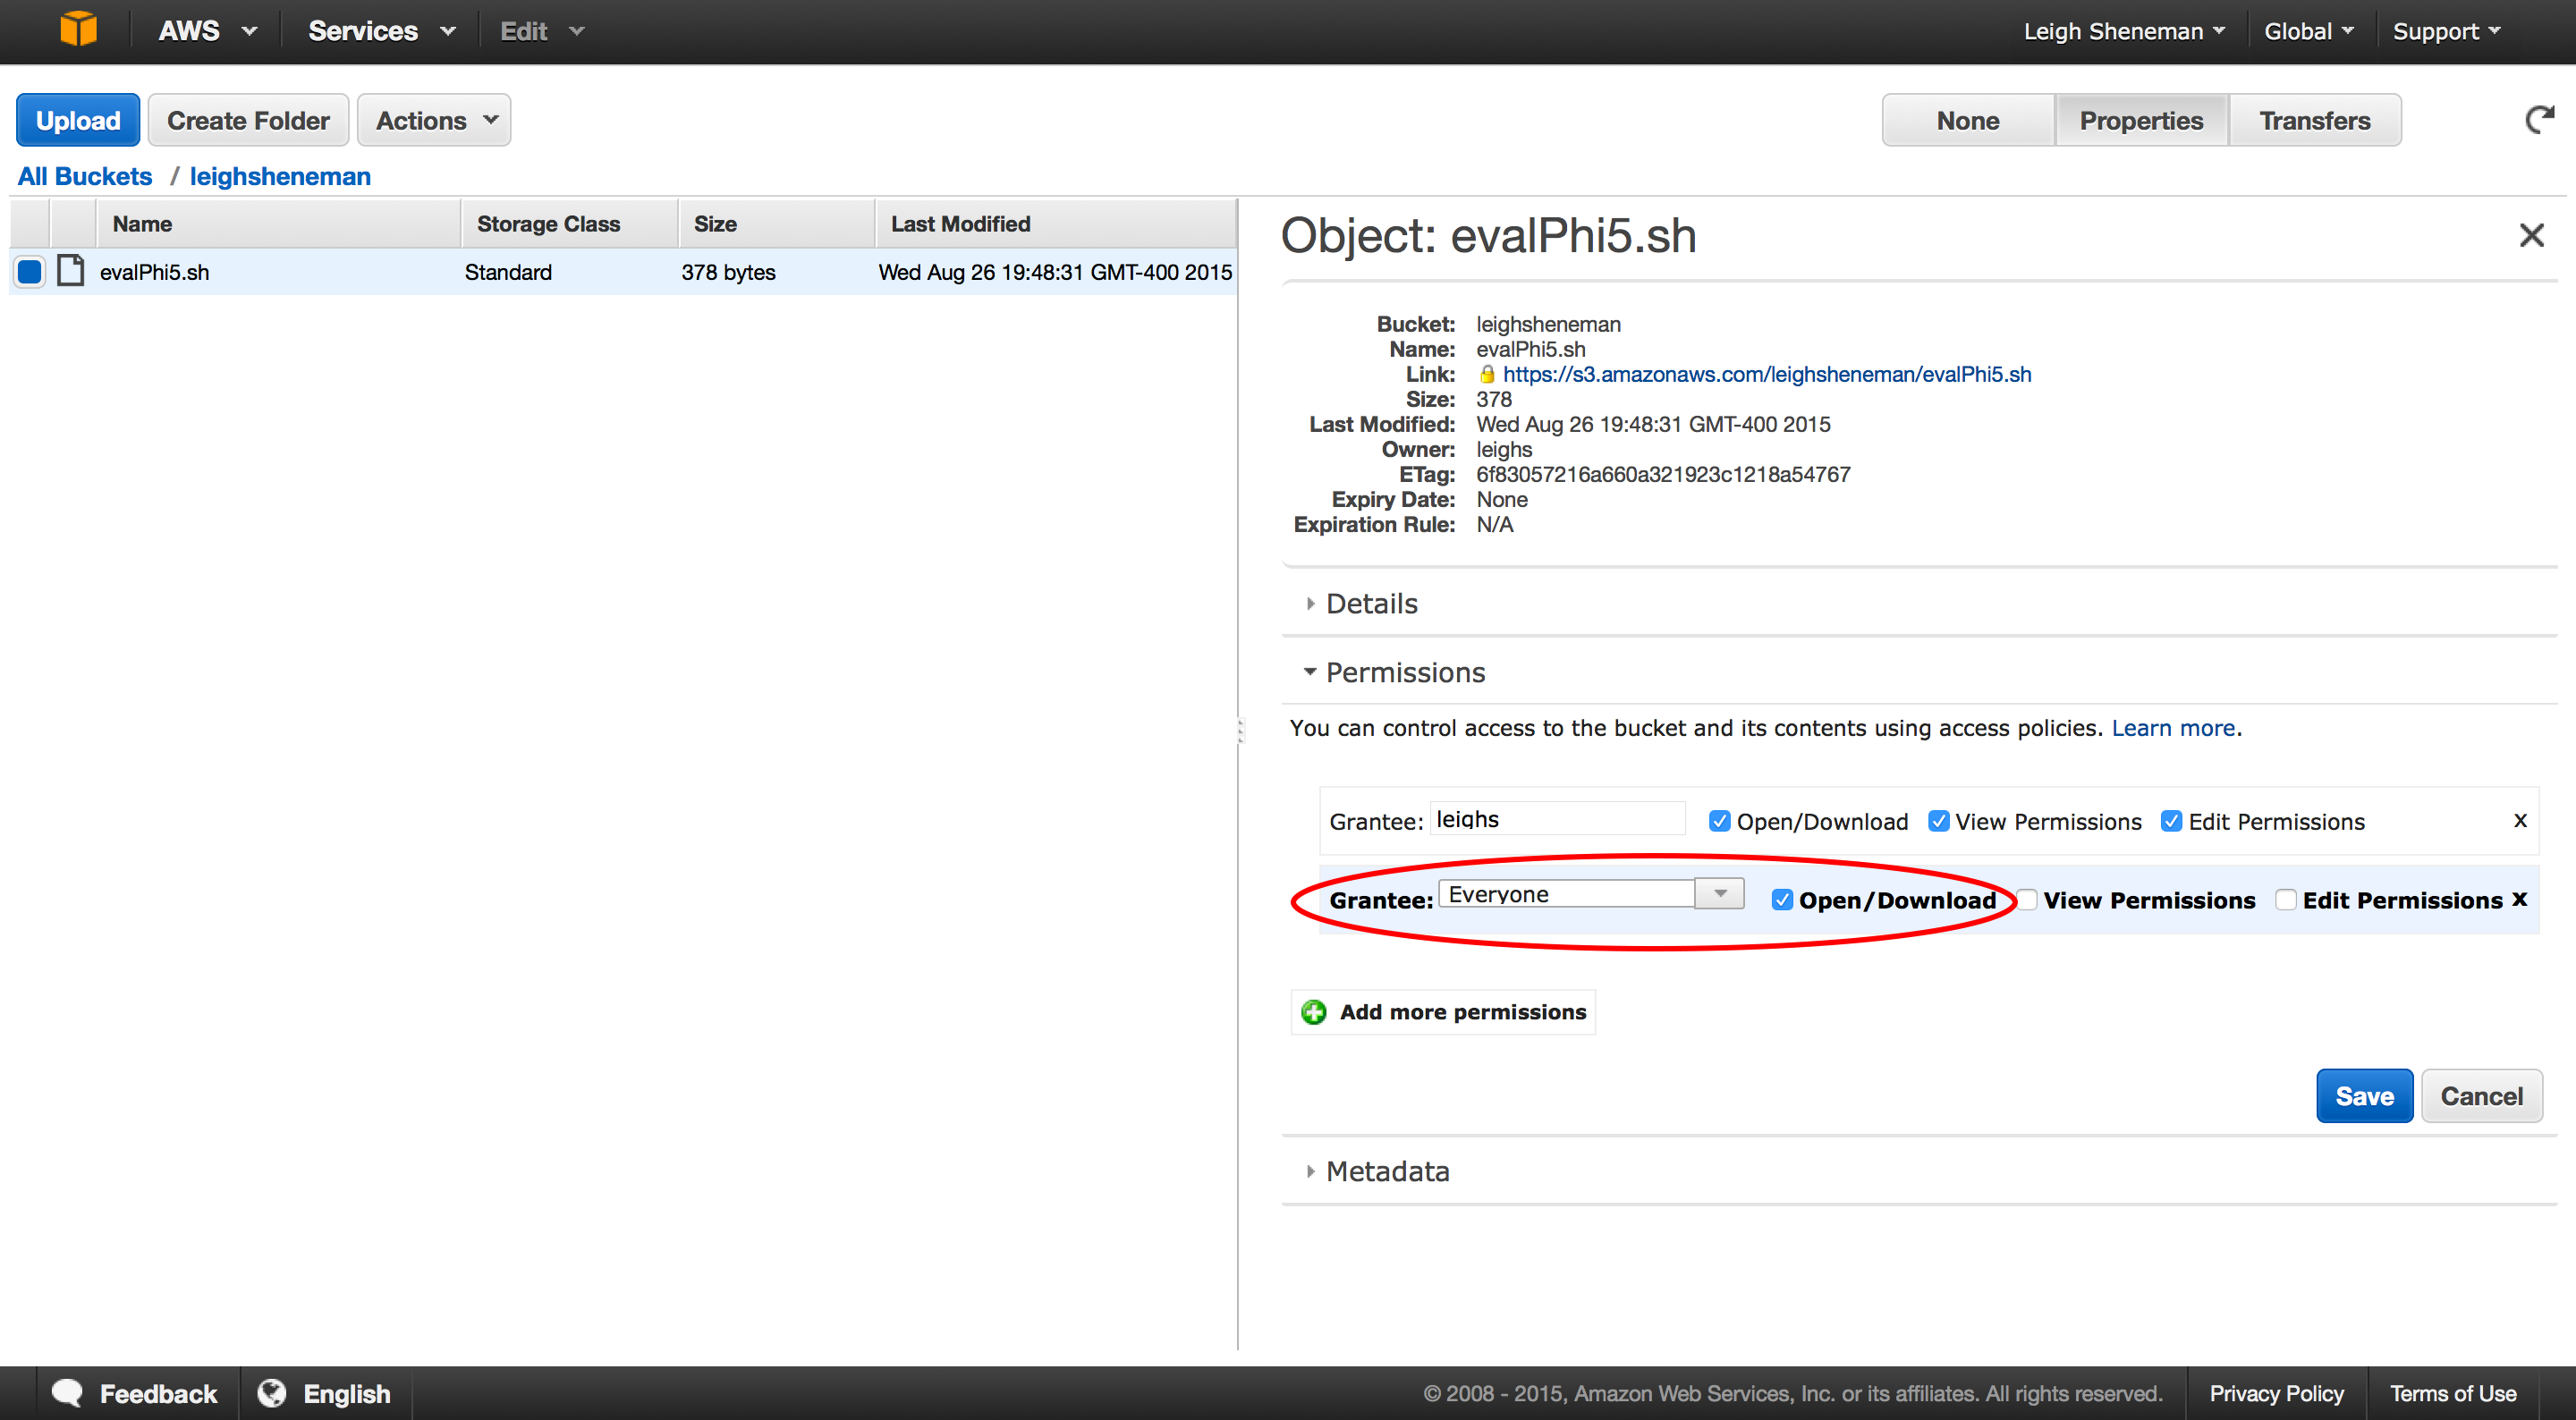 AWS Services Edit Leigh Sheneman Global Support
Upload Create Folder Actions None Properties Transfers
All Buckets / leighsheneman
Name Storage Class Size Last Modified
evalPhi5.sh Standard 378 bytes Wed Aug 26 19:48:31 GMT-400 2015
Object: evalPhi5.sh
Bucket: leighsheneman
Name: evalPhi5.sh
Link: https://s3.amazonaws.com/leighsheneman/evalPhi5.sh
Size: 378
Last Modified: Wed Aug 26 19:48:31 GMT-400 2015
Owner: leighs
ETag: 6f83057216a660a321923c1218a54767
Expiry Date: None
Expiration Rule: N/A
Details
Permissions
You can control access to the bucket and its contents using access policies. Learn more.
Grantee: leighs Open/Download View Permissions Edit Permissions x
Grantee: Everyone Open/Download View Permissions Edit Permissions x
Add more permissions
Save Cancel
Metadata
Feedback English © 2008 - 2015, Amazon Web Services, Inc. or its affiliates. All rights reserved. Privacy Policy Terms of Use